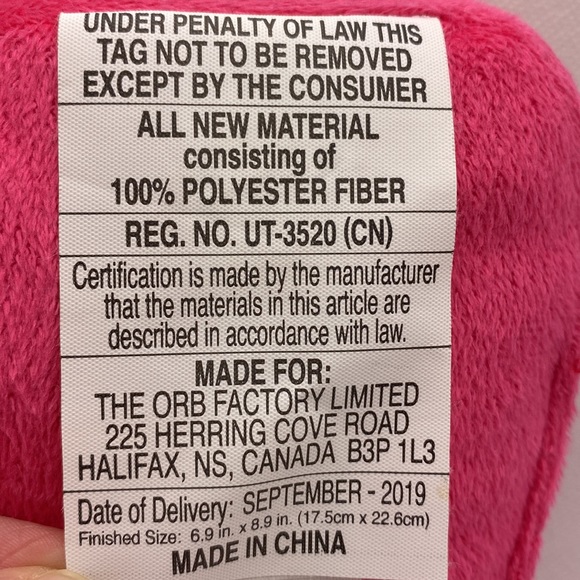 UNDER PENALTY OF LAW THIS
TAG NOT TO BE REMOVED
EXCEPT BY THE CONSUMER
ALL NEW MATERIAL
consisting of
100% POLYESTER FIBER
REG. NO. UT-3520 (CN)
Certification is made by the manufacturer
that the materials in this article are
described in accordance with law.
MADE FOR:
THE ORB FACTORY LIMITED
225 HERRING COVE ROAD
HALIFAX, NS, CANADA B3P 1L3
Date of Delivery: SEPTEMBER - 2019
Finished Size: 6.9 in. x 8.9 in. (17.5cm x 22.6cm)
MADE IN CHINA